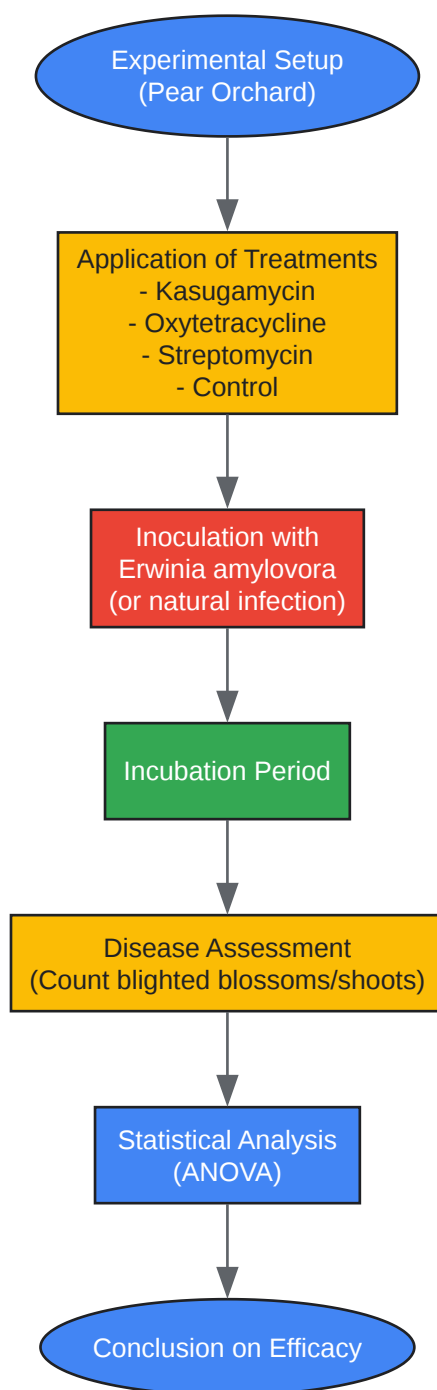 Experimental Setup
(Pear Orchard)
Application of Treatments
- Kasugamycin
- Oxytetracycline
- Streptomycin
- Control
Inoculation with
Erwinia amylovora
(or natural infection)
Incubation Period
Disease Assessment
(Count blighted blossoms/shoots)
Statistical Analysis
(ANOVA)
Conclusion on Efficacy